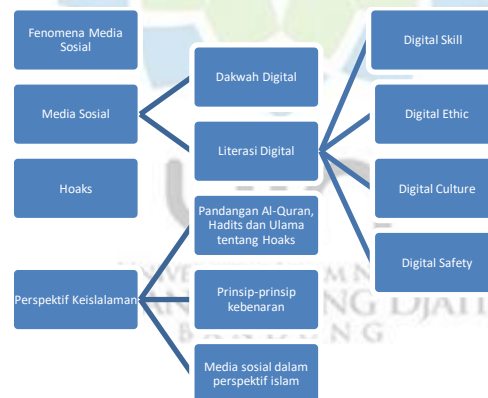 Fenomena Media
Sosial
Media Sosial
Hoaks
Perspektif Keislalaman
Dakwah Digital
Literasi Digital
Pandangan Al-Quran,
Hadits dan Ulama
tentang Hoaks
Prinsip-prinsip
kebenaran
Media sosial dalam
perspektif islam
Digital Skill
Digital Ethic
Digital Culture
Digital Safety